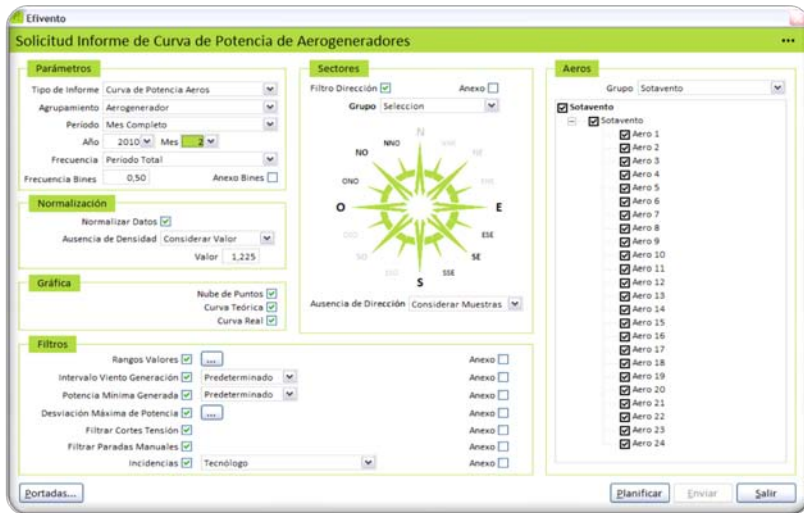 Efivento
Solicitud Informe de Curva de Potencia de Aerogeneradores
Parámetros
Tipo de Informe Curva de Potencia Aeros
Agrupamiento Aerogenerador
Período Mes Completo
Año 2010 Mes 2
Frecuencia Periodo Total
Frecuencia Bines 0,50 Anexo Bines
Normalización
Normalizar Datos
Ausencia de Densidad Considerar Valor
Valor 1,225
Gráfica
Nube de Puntos
Curva Teórica
Curva Real
Sectores
Filtro Dirección Anexo
Grupo Seleccion
N
NNO
NO
ONO
O
E
ESE
SE
SSE
S
Ausencia de Dirección Considerar Muestras
Filtros
Rangos Valores ... Anexo
Intervalo Viento Generación Predeterminado Anexo
Potencia Mínima Generada Predeterminado Anexo
Desviación Máxima de Potencia ... Anexo
Filtrar Cortes Tensión Anexo
Filtrar Paradas Manuales Anexo
Incidencias Tecnólogo Anexo
Aeros
Grupo Sotavento
Sotavento
Sotavento
Aero 1
Aero 2
Aero 3
Aero 4
Aero 5
Aero 6
Aero 7
Aero 8
Aero 9
Aero 10
Aero 11
Aero 12
Aero 13
Aero 14
Aero 15
Aero 16
Aero 17
Aero 18
Aero 19
Aero 20
Aero 21
Aero 22
Aero 23
Aero 24
Portadas... Planificar Enviar Salir